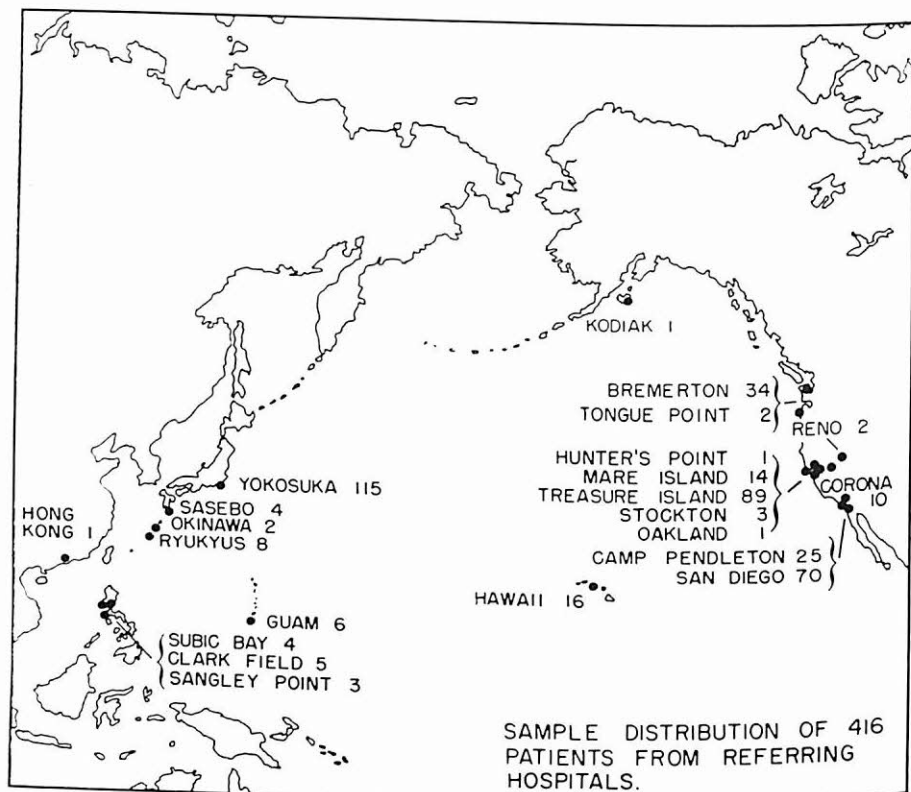 KODIAK 1
BREMERTON 34
TONGUE POINT 2
RENO 2
HUNTER'S POINT 1
MARE ISLAND 14
TREASURE ISLAND 89
STOCKTON 3
OAKLAND 1
CORONA
10
CAMP PENDLETON 25
SAN DIEGO 70
YOKOSUKA 115
SASEBO 4
OKINAWA 2
RYUKYUS 8
HONG
KONG 1
HAWAII 16
GUAM 6
SUBIC BAY 4
CLARK FIELD 5
SANGLEY POINT 3
SAMPLE DISTRIBUTION OF 416
PATIENTS FROM REFERRING
HOSPITALS.